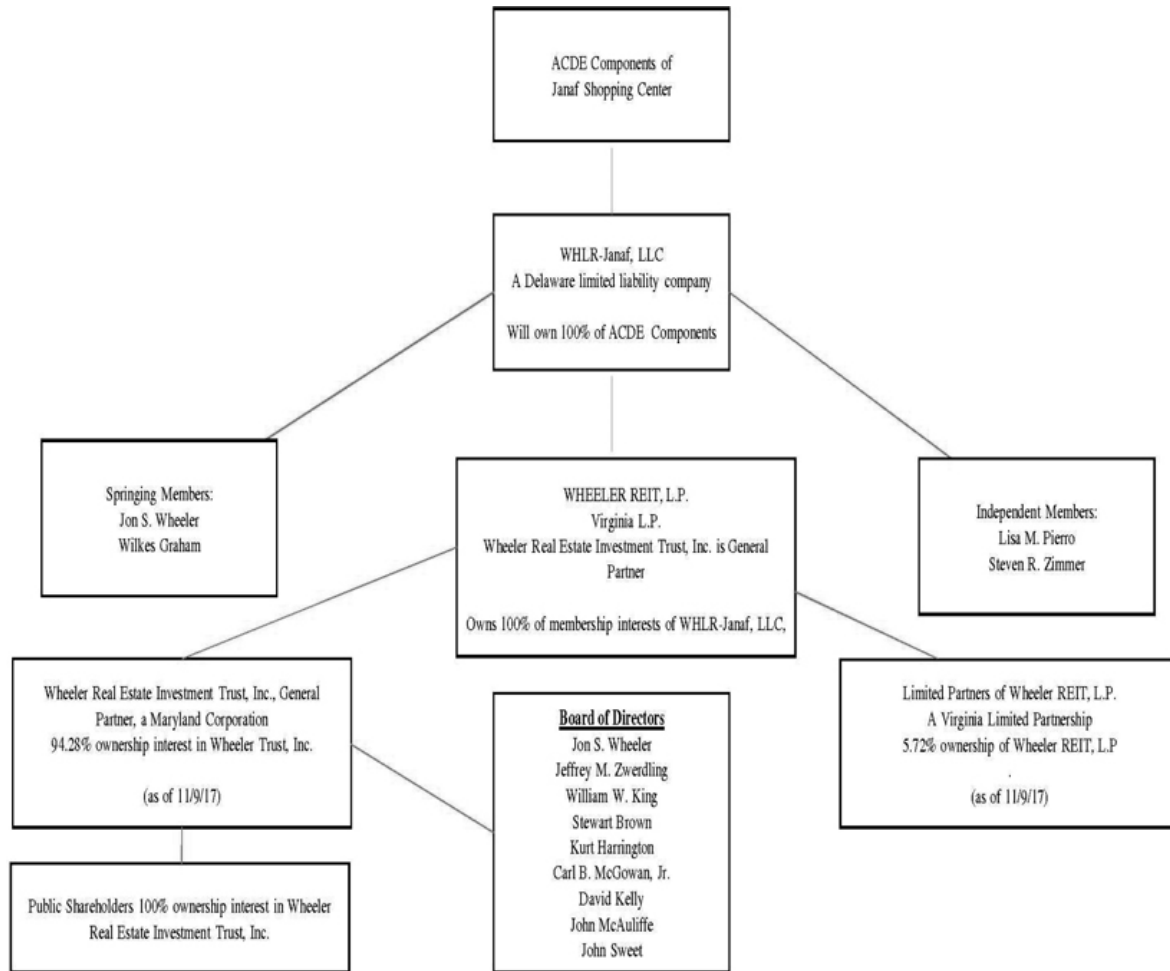 ACDE Components of
Janaf Shopping Center
WHLR-Janaf, LLC
A Delaware limited liability company
Will own 100% of ACDE Components
Springing Members:
Jon S. Wheeler
Wilkes Graham
WHEELER REIT, L.P.
Virginia L.P.
Wheeler Real Estate Investment Trust, Inc. is General
Partner
Owns 100% of membership interests of WHLR-Janaf, LLC,
Independent Members:
Lisa M. Pierro
Steven R. Zimmer
Wheeler Real Estate Investment Trust, Inc., General
Partner, a Maryland Corporation
94.28% ownership interest in Wheeler Trust, Inc.
(as of 11/9/17)
Board of Directors
Jon S. Wheeler
Jeffrey M. Zwerdling
William W. King
Stewart Brown
Kurt Harrington
Carl B. McGowan, Jr.
David Kelly
John McAuliffe
John Sweet
Limited Partners of Wheeler REIT, L.P.
A Virginia Limited Partnership
5.72% ownership of Wheeler REIT, L.P
.
(as of 11/9/17)
Public Shareholders 100% ownership interest in Wheeler
Real Estate Investment Trust, Inc.